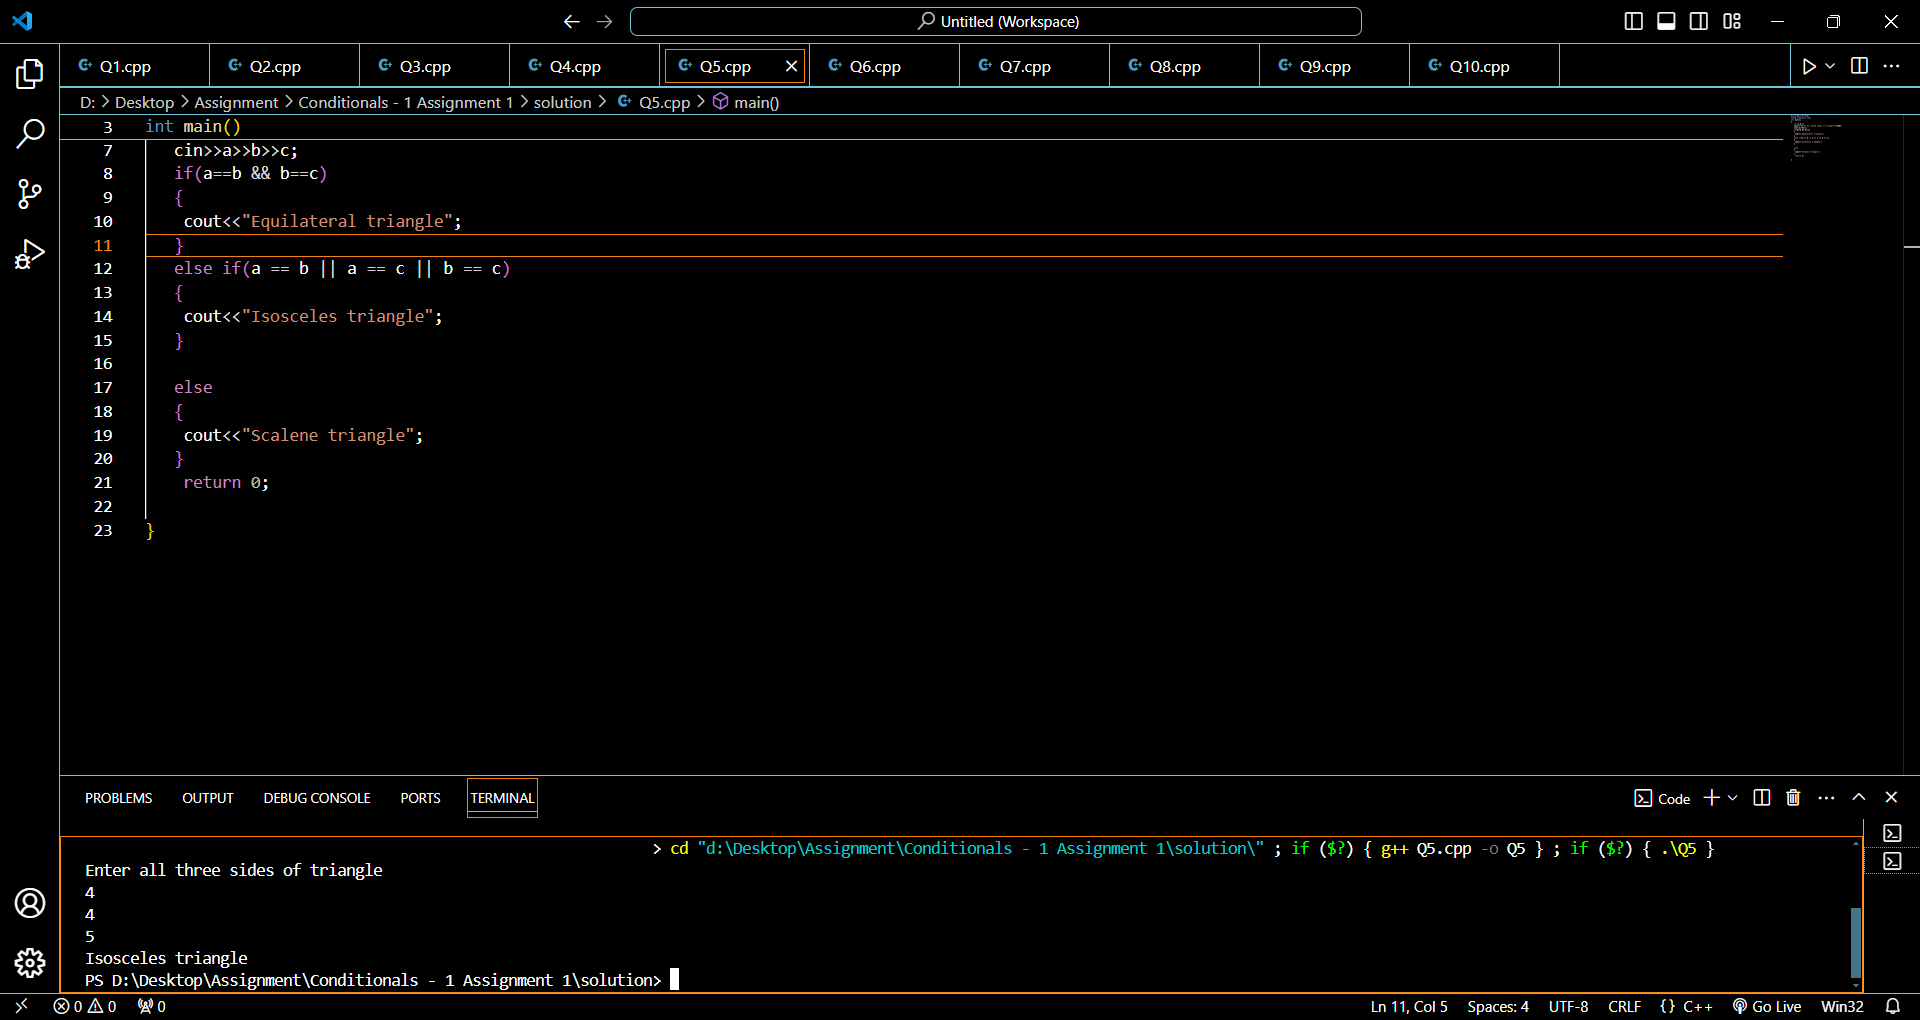 Untitled (Workspace)
Q1.cpp Q2.cpp Q3.cpp Q4.cpp Q5.cpp Q6.cpp Q7.cpp Q8.cpp Q9.cpp Q10.cpp
D: > Desktop > Assignment > Conditionals - 1 Assignment 1 > solution > Q5.cpp > main()
3 int main()
7 cin>>a>>b>>c;
8 if(a==b && b==c)
9 {
10 cout<<"Equilateral triangle";
11 }
12 else if(a == b || a == c || b == c)
13 {
14 cout<<"Isosceles triangle";
15 }
16
17 else
18 {
19 cout<<"Scalene triangle";
20 }
21 return 0;
22
23 }
PROBLEMS OUTPUT DEBUG CONSOLE PORTS TERMINAL Code
> cd "d:\Desktop\Assignment\Conditionals - 1 Assignment 1\solution\" ; if ($?) { g++ Q5.cpp -o Q5 } ; if ($?) { .\Q5 }
Enter all three sides of triangle
4
4
5
Isosceles triangle
PS D:\Desktop\Assignment\Conditionals - 1 Assignment 1\solution>
0 0 0 Ln 11, Col 5 Spaces: 4 UTF-8 CRLF {} C++ Go Live Win32